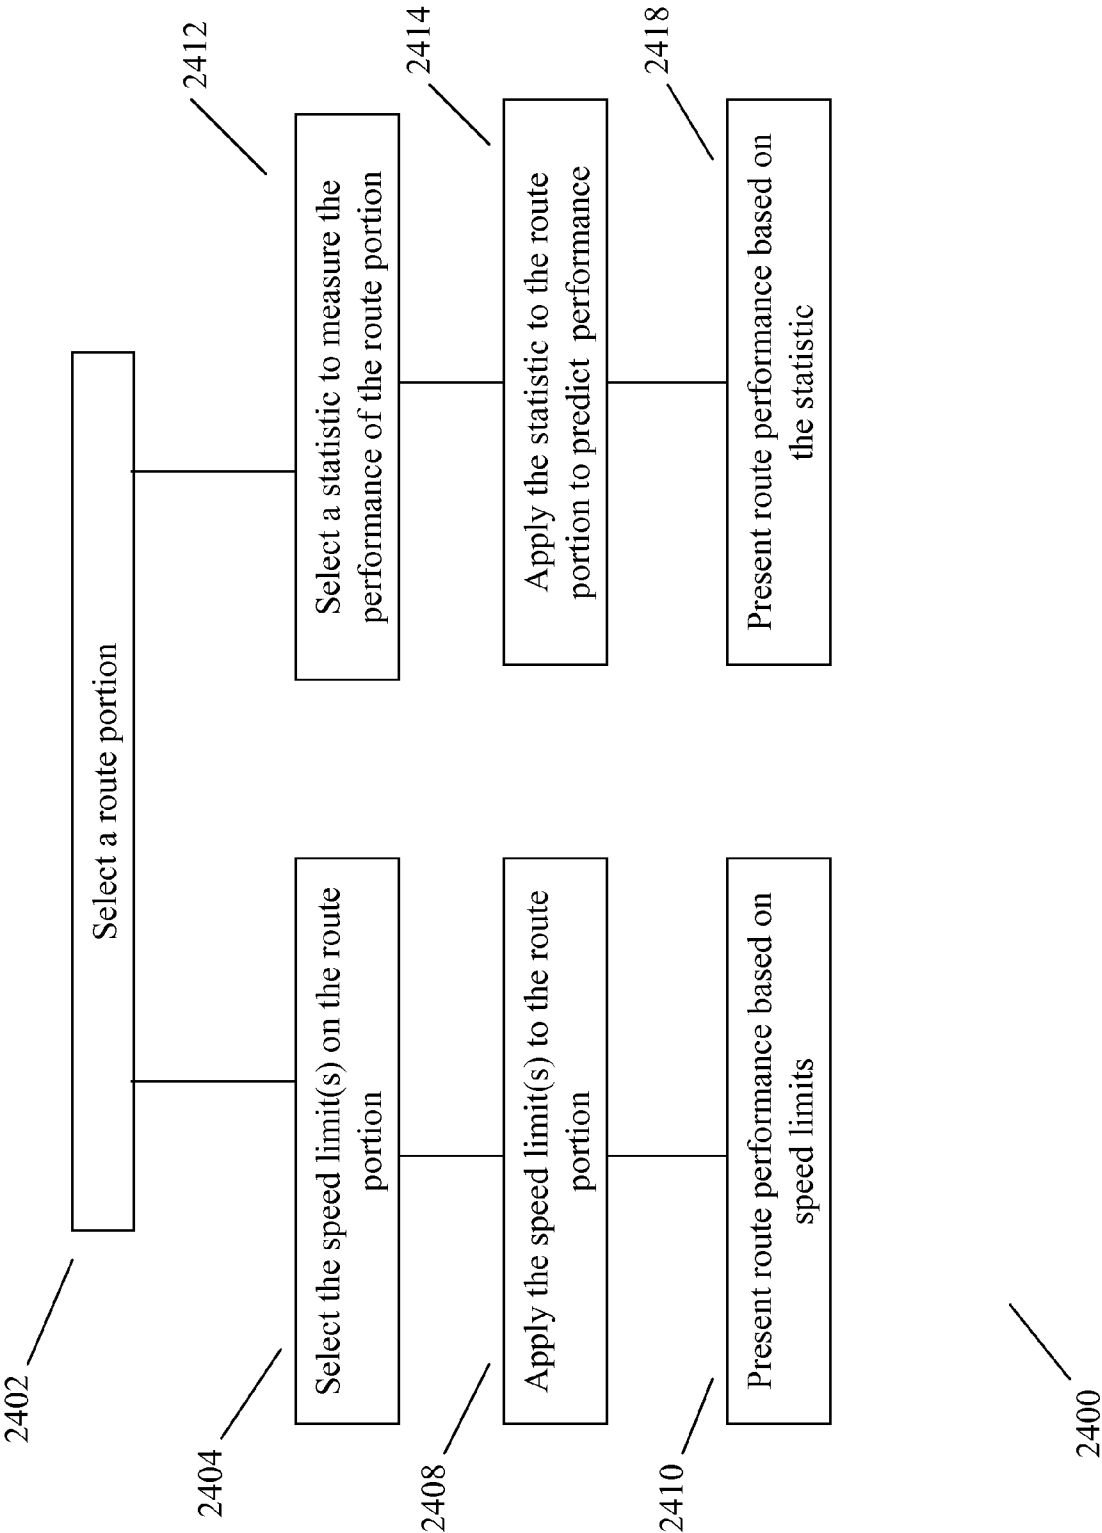 2402
Select a route portion
2404
Select the speed limit(s) on the route
portion
2408
Apply the speed limit(s) to the route
portion
2410
Present route performance based on
speed limits
2412
Select a statistic to measure the
performance of the route portion
2414
Apply the statistic to the route
portion to predict performance
2418
Present route performance based on
the statistic
2400